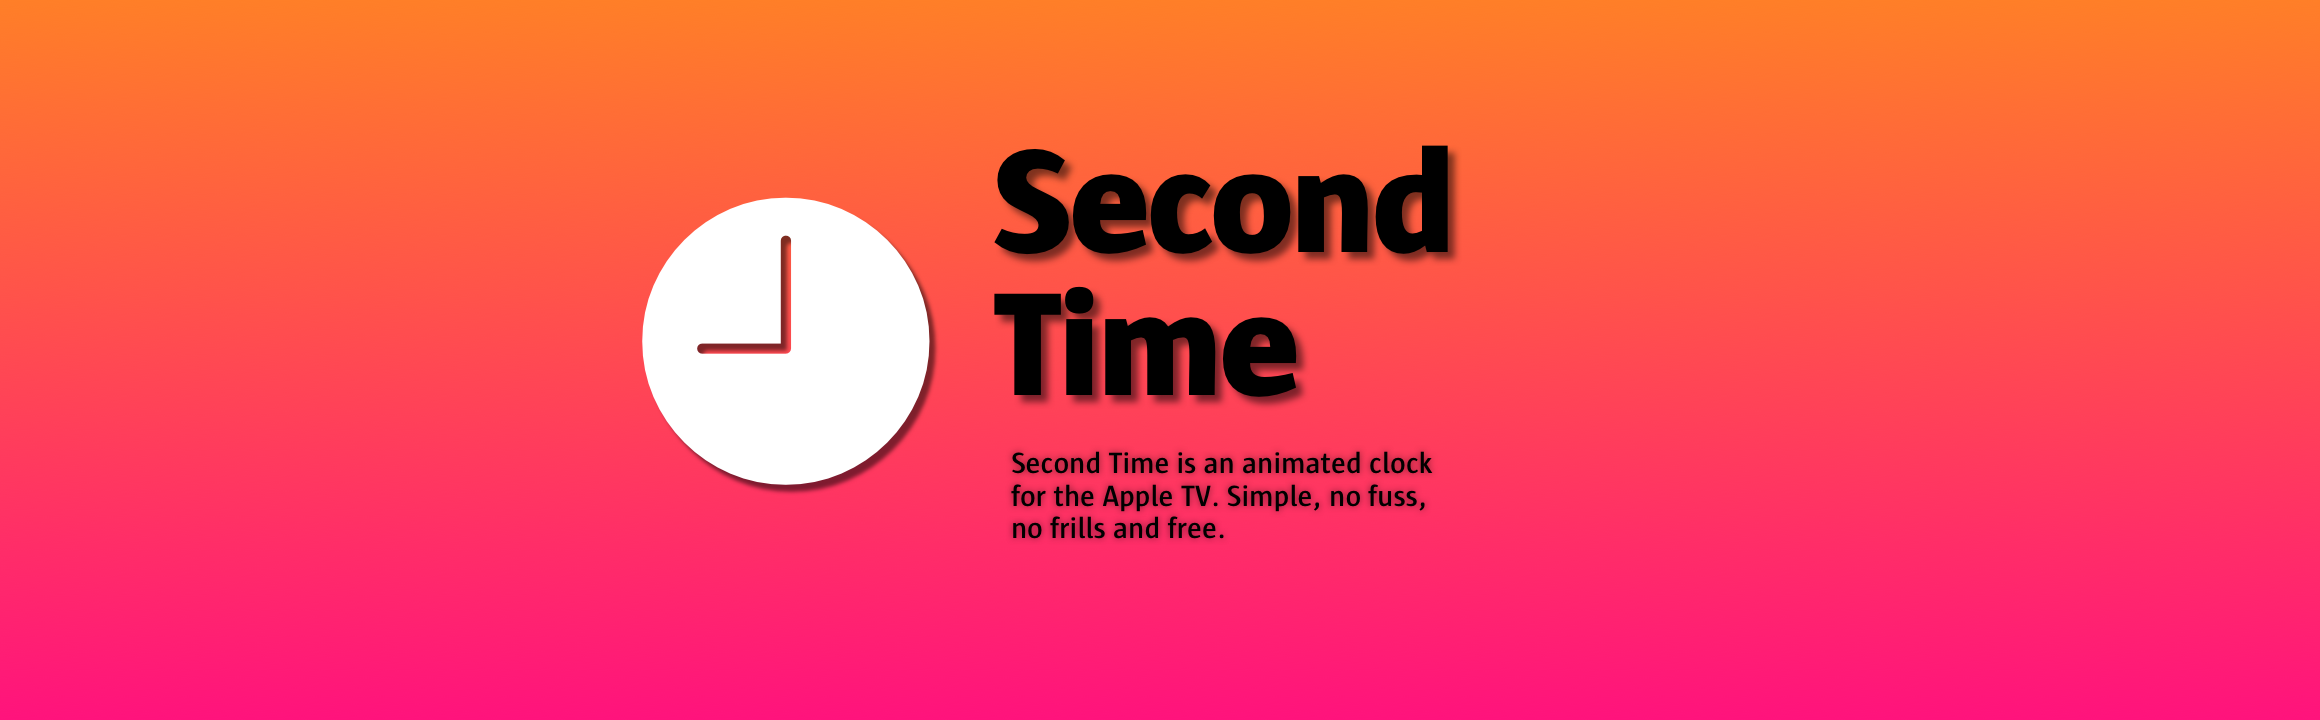 Second
Time
Second Time is an animated clock
for the Apple TV. Simple, no fuss,
no frills and free.